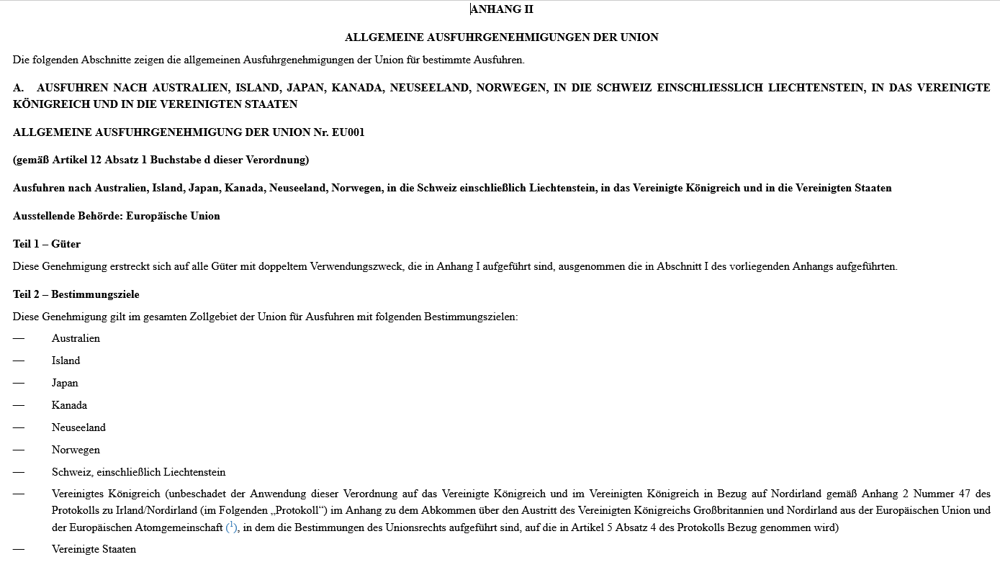 ANHANG II
ALLGEMEINE AUSFUHRGENEHMIGUNGEN DER UNION
Die folgenden Abschnitte zeigen die allgemeinen Ausfuhrgenehmigungen der Union für bestimmte Ausfuhren.
A. AUSFUHREN NACH AUSTRALIEN, ISLAND, JAPAN, KANADA, NEUSEELAND, NORWEGEN, IN DIE SCHWEIZ EINSCHLIESSLICH LIECHTENSTEIN, IN DAS VEREINIGTE
KÖNIGREICH UND IN DIE VEREINIGTEN STAATEN
ALLGEMEINE AUSFUHRGENEHMIGUNG DER UNION Nr. EU001
(gemäß Artikel 12 Absatz 1 Buchstabe d dieser Verordnung)
Ausfuhren nach Australien, Island, Japan, Kanada, Neuseeland, Norwegen, in die Schweiz einschließlich Liechtenstein, in das Vereinigte Königreich und in die Vereinigten Staaten
Ausstellende Behörde: Europäische Union
Teil 1 – Güter
Diese Genehmigung erstreckt sich auf alle Güter mit doppeltem Verwendungszweck, die in Anhang I aufgeführt sind, ausgenommen die in Abschnitt I des vorliegenden Anhangs aufgeführten.
Teil 2 – Bestimmungsziele
Diese Genehmigung gilt im gesamten Zollgebiet der Union für Ausfuhren mit folgenden Bestimmungszielen:
— Australien
— Island
— Japan
— Kanada
— Neuseeland
— Norwegen
— Schweiz, einschließlich Liechtenstein
— Vereinigtes Königreich (unbeschadet der Anwendung dieser Verordnung auf das Vereinigte Königreich und im Vereinigten Königreich in Bezug auf Nordirland gemäß Anhang 2 Nummer 47 des
Protokolls zu Irland/Nordirland (im Folgenden „Protokoll“) im Anhang zu dem Abkommen über den Austritt des Vereinigten Königreichs Großbritannien und Nordirland aus der Europäischen Union und
der Europäischen Atomgemeinschaft (¹), in dem die Bestimmungen des Unionsrechts aufgeführt sind, auf die in Artikel 5 Absatz 4 des Protokolls Bezug genommen wird)
— Vereinigte Staaten